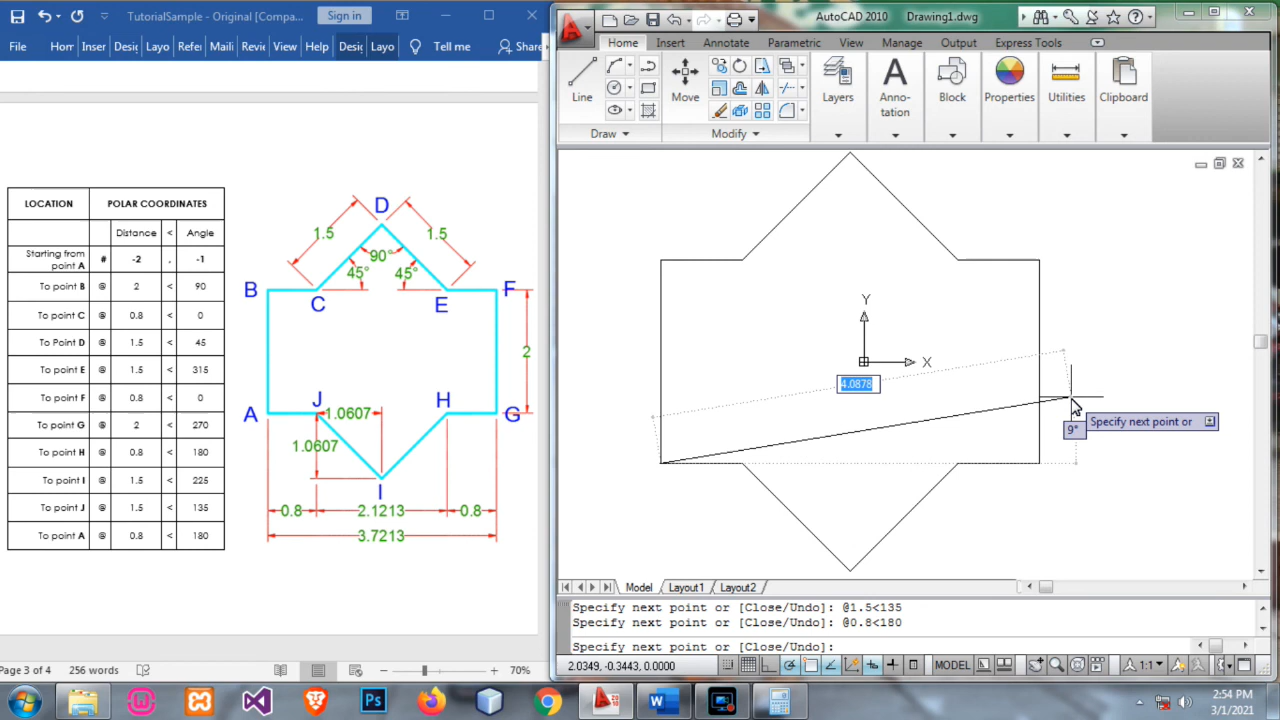 TutorialSample - Original [Compa...
Sign in
File
Hom
Inser
Desig
Layo
Refer
Maili
Revie
View
Help
Desig
Layo
Tell me
Share
LOCATION
POLAR COORDINATES
Distance < Angle
Starting from point A # -2 , -1
To point B @ 2 < 90
To point C @ 0.8 < 0
To Point D @ 1.5 < 45
To point E @ 1.5 < 315
To point F @ 0.8 < 0
To point G @ 2 < 270
To point H @ 0.8 < 180
To point I @ 1.5 < 225
To point J @ 1.5 < 135
To point A @ 0.8 < 180
D
1.5
1.5
90°
45°
45°
B
C
E
F
2
A
J
H
G
1.0607
1.0607
I
0.8
2.1213
0.8
3.7213
Page 3 of 4
256 words
70%
AutoCAD 2010 Drawing1.dwg
Home
Insert
Annotate
Parametric
View
Manage
Output
Express Tools
Line
Move
Layers
Anno-
tation
Block
Properties
Utilities
Clipboard
Draw
Modify
Y
X
4.0878
9°
Specify next point or
Model
Layout1
Layout2
Specify next point or [Close/Undo]: @1.5<135
Specify next point or [Close/Undo]: @0.8<180
Specify next point or [Close/Undo]:
2.0349, -0.3443, 0.0000
MODEL
1:1
2:54 PM
3/1/2021